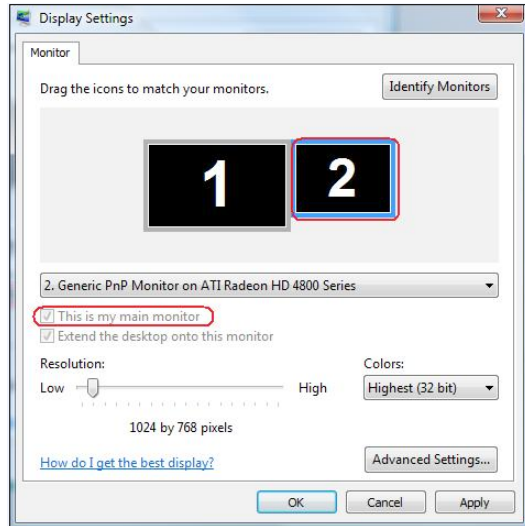 Display Settings
Monitor
Drag the icons to match your monitors.
Identify Monitors
1
2
2. Generic PnP Monitor on ATI Radeon HD 4800 Series
This is my main monitor
Extend the desktop onto this monitor
Resolution:
Colors:
Low
High
Highest (32 bit)
1024 by 768 pixels
How do I get the best display?
Advanced Settings...
OK
Cancel
Apply